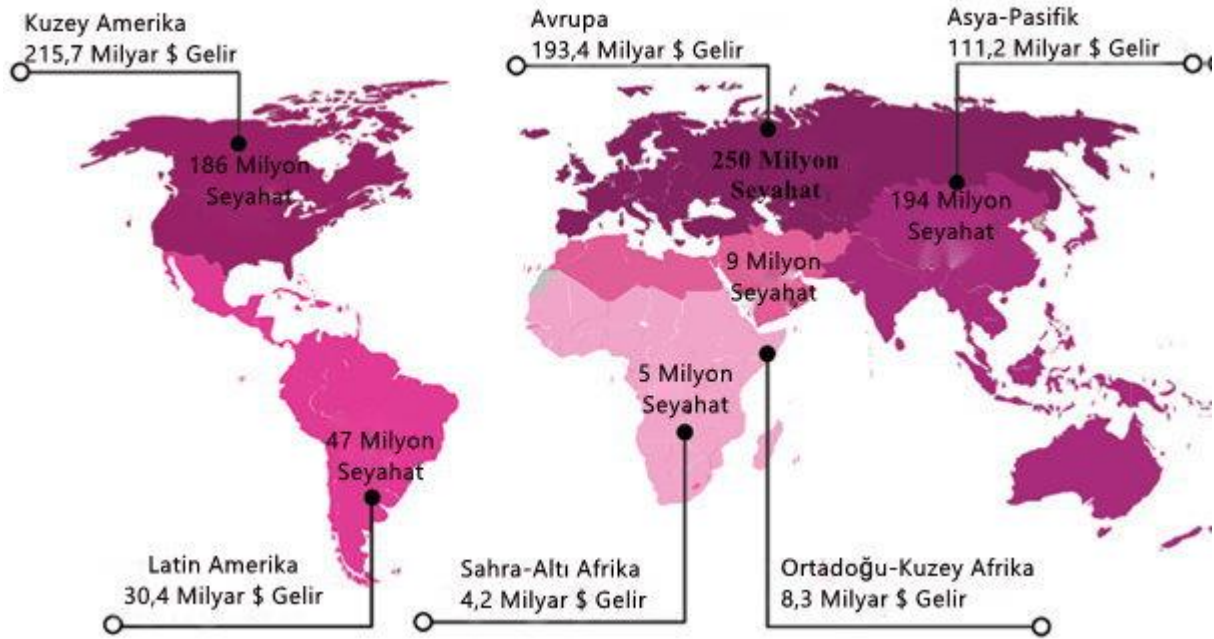 Kuzey Amerika
215,7 Milyar $ Gelir
Avrupa
193,4 Milyar $ Gelir
Asya-Pasifik
111,2 Milyar $ Gelir
186 Milyon
Seyahat
250 Milyon
Seyahat
194 Milyon
Seyahat
9 Milyon
Seyahat
5 Milyon
Seyahat
47 Milyon
Seyahat
Latin Amerika
30,4 Milyar $ Gelir
Sahra-Altı Afrika
4,2 Milyar $ Gelir
Ortadoğu-Kuzey Afrika
8,3 Milyar $ Gelir